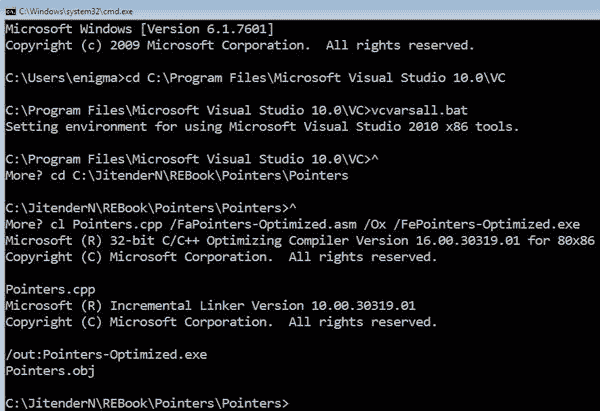 C:\Windows\system32\cmd.exe
Microsoft Windows [Version 6.1.7601]
Copyright (c) 2009 Microsoft Corporation.  All rights reserved.
C:\Users\enigma>cd C:\Program Files\Microsoft Visual Studio 10.0\VC
C:\Program Files\Microsoft Visual Studio 10.0\VC>vcvarsall.bat
Setting environment for using Microsoft Visual Studio 2010 x86 tools.
C:\Program Files\Microsoft Visual Studio 10.0\VC>^
More? cd C:\JitenderN\REBook\Pointers\Pointers
C:\JitenderN\REBook\Pointers\Pointers>^
More? cl Pointers.cpp /FaPointers-Optimized.asm /Ox /FePointers-Optimized.exe
Microsoft (R) 32-bit C/C++ Optimizing Compiler Version 16.00.30319.01 for 80x86
Copyright (C) Microsoft Corporation.  All rights reserved.
Pointers.cpp
Microsoft (R) Incremental Linker Version 10.00.30319.01
Copyright (C) Microsoft Corporation.  All rights reserved.
/out:Pointers-Optimized.exe
Pointers.obj
C:\JitenderN\REBook\Pointers\Pointers>